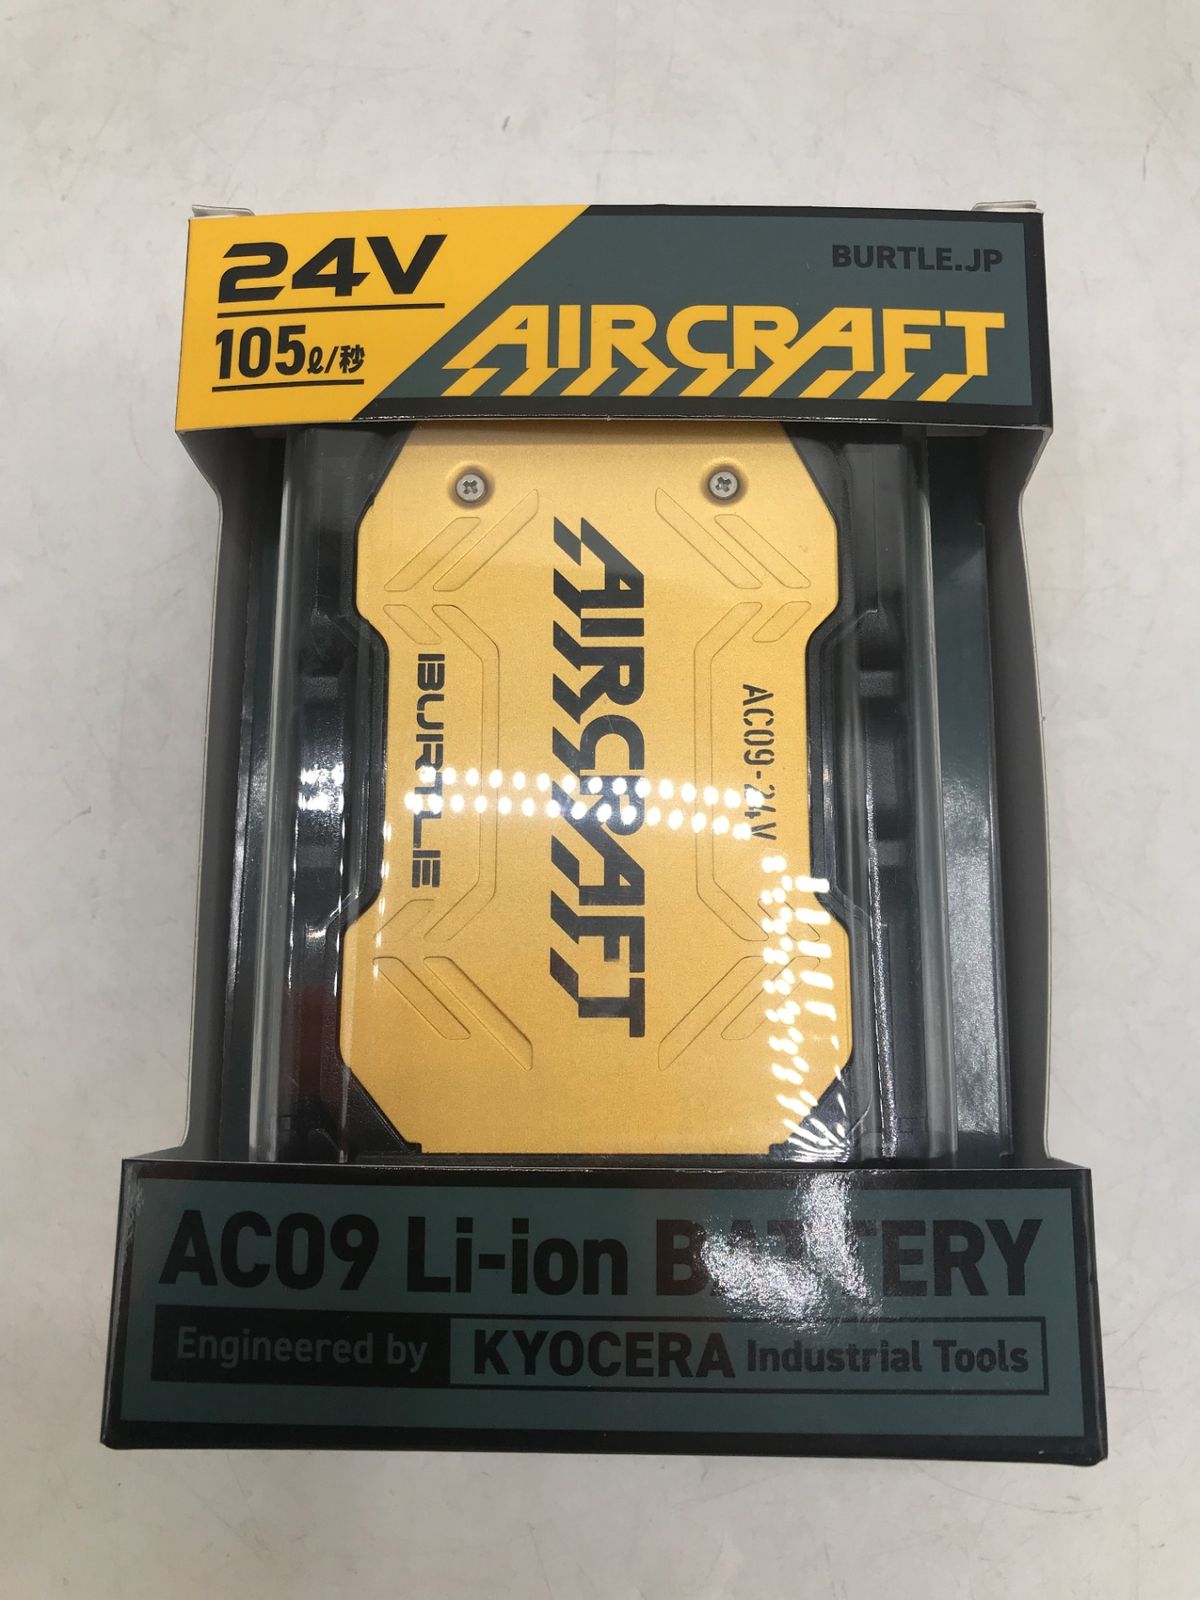 24V
105ℓ/秒
BURTLE.JP
AIRCRAFT
AIRCRAFT
BURTLE
AC09-24V
AC09 Li-ion BATTERY
Engineered by KYOCERA Industrial Tools